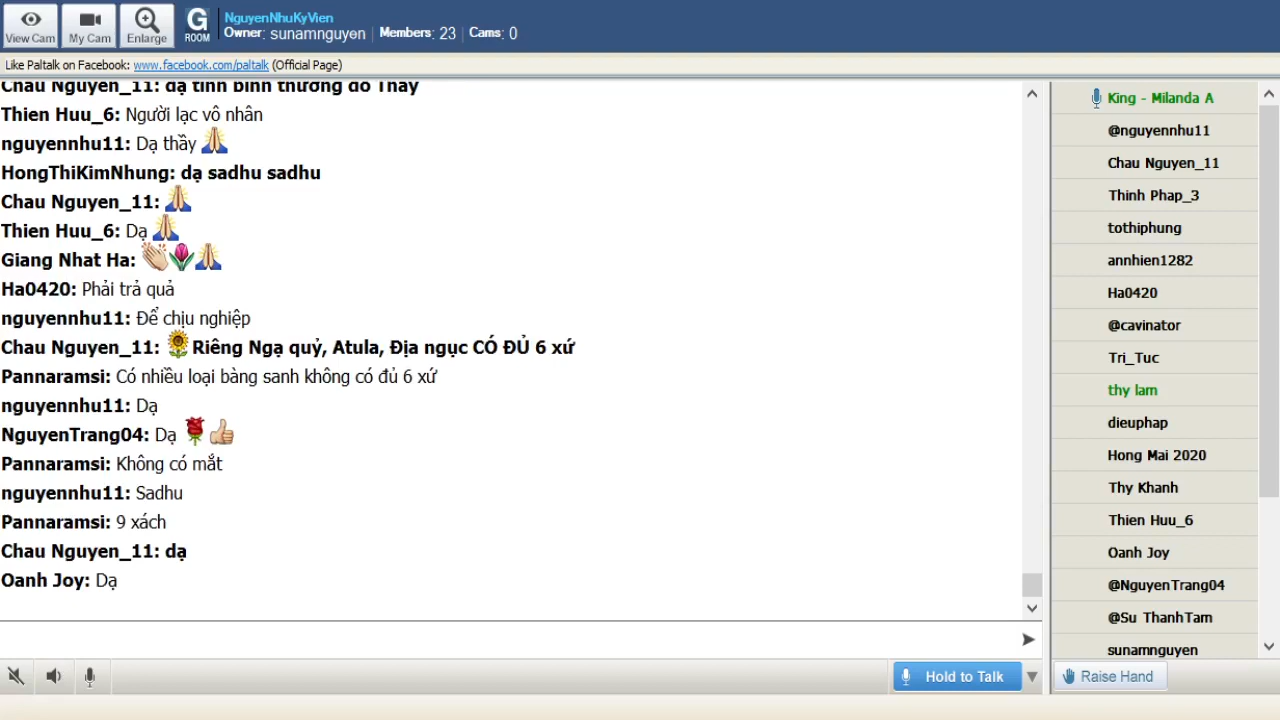 View Cam
My Cam
Enlarge
G
ROOM
NguyenNhuKyVien
Owner: sunamnguyen | Members: 23 | Cams: 0
Like Paltalk on Facebook: www.facebook.com/paltalk (Official Page)
Chau Nguyen_11: dạ tính bình thường đó Thầy
Thien Huu_6: Người lạc vô nhân
nguyennhu11: Dạ thầy
HongThiKimNhung: dạ sadhu sadhu
Chau Nguyen_11:
Thien Huu_6: Dạ
Giang Nhat Ha:
Ha0420: Phải trả quả
nguyennhu11: Để chịu nghiệp
Chau Nguyen_11: Riêng Ngạ quỷ, Atula, Địa ngục CÓ ĐỦ 6 xứ
Pannaramsi: Có nhiều loại bàng sanh không có đủ 6 xứ
nguyennhu11: Dạ
NguyenTrang04: Dạ
Pannaramsi: Không có mắt
nguyennhu11: Sadhu
Pannaramsi: 9 xách
Chau Nguyen_11: dạ
Oanh Joy: Dạ
King - Milanda A
@nguyennhu11
Chau Nguyen_11
Thinh Phap_3
tothiphung
annhien1282
Ha0420
@cavinator
Tri_Tuc
thy lam
dieuphap
Hong Mai 2020
Thy Khanh
Thien Huu_6
Oanh Joy
@NguyenTrang04
@Su ThanhTam
sunamnguyen
Hold to Talk
Raise Hand